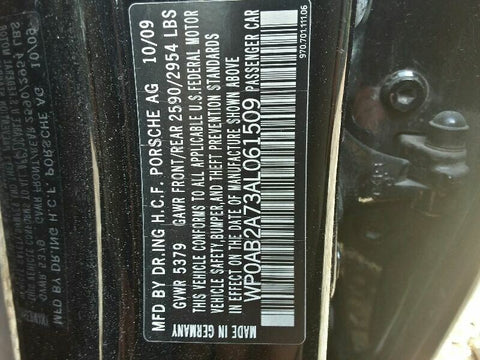 MFD BY DR.ING H.C.F. PORSCHE AG 10/09
GVWR 5379 GAWR FRONT/REAR 2590/2954 LBS
THIS VEHICLE CONFORMS TO ALL APPLICABLE U.S.FEDERAL MOTOR
VEHICLE SAFETY,BUMPER,AND THEFT PREVENTION STANDARDS
IN EFFECT ON THE DATE OF MANUFACTURE SHOWN ABOVE
WP0AB2A73AL061509 PASSENGER CAR
MADE IN GERMANY
970.701.111.06